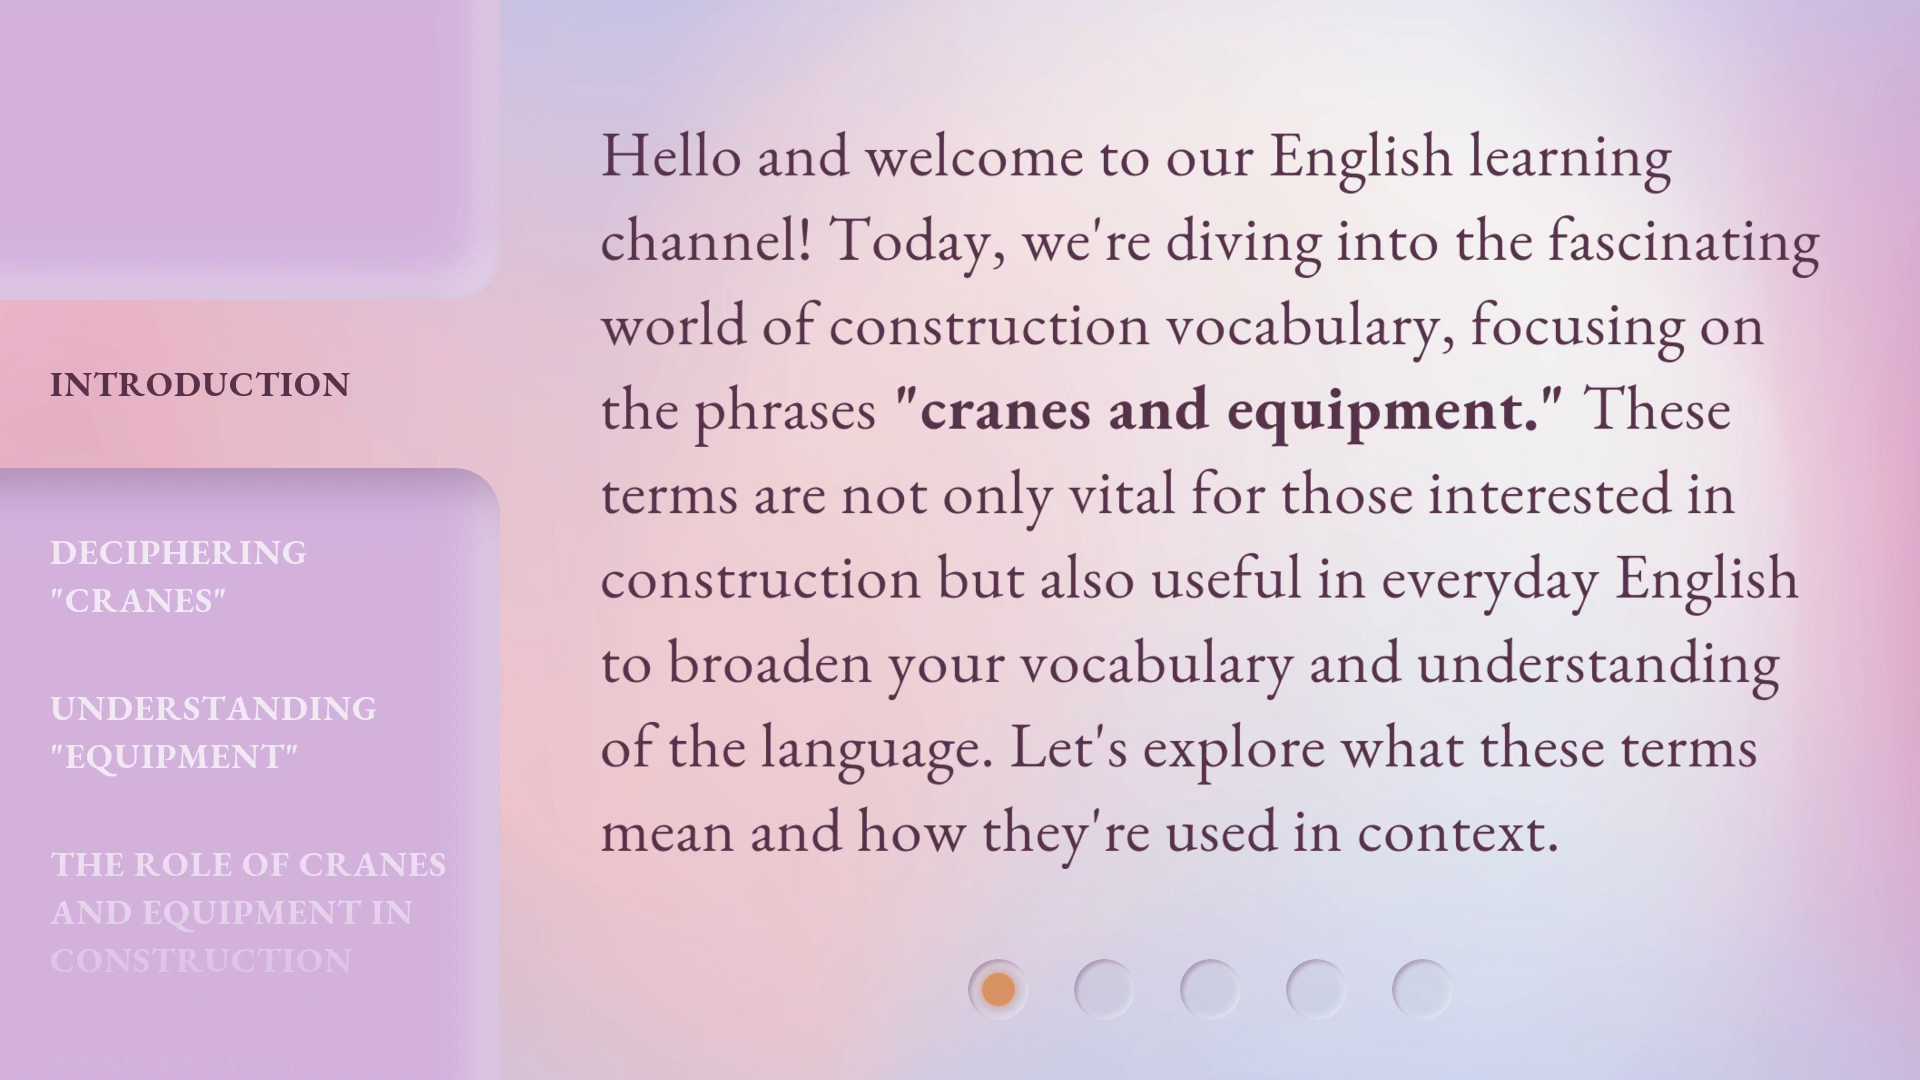 INTRODUCTION
DECIPHERING
"CRANES"
UNDERSTANDING
"EQUIPMENT"
THE ROLE OF CRANES
AND EQUIPMENT IN
CONSTRUCTION
CONCLUSION
Hello and welcome to our English learning
channel! Today, we're diving into the fascinating
world of construction vocabulary, focusing on
the phrases "cranes and equipment." These
terms are not only vital for those interested in
construction but also useful in everyday English
to broaden your vocabulary and understanding
of the language. Let's explore what these terms
mean and how they're used in context.